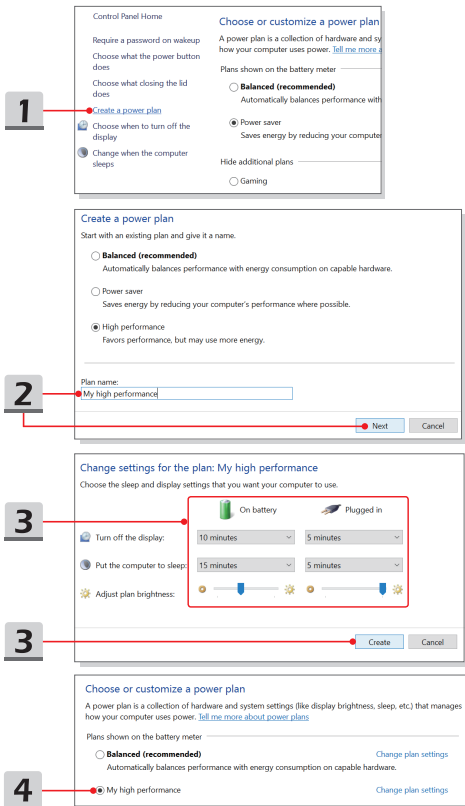 Control Panel Home
Require a password on wakeup
Choose what the power button
does
Choose what closing the lid
does
1
Create a power plan
Choose when to turn off the
display
Change when the computer
sleeps
Choose or customize a power plan
A power plan is a collection of hardware and sy
how your computer uses power. Tell me more a
Plans shown on the battery meter
Balanced (recommended)
Automatically balances performance with
Power saver
Saves energy by reducing your computer
Hide additional plans
Gaming
Create a power plan
Start with an existing plan and give it a name.
Balanced (recommended)
Automatically balances performance with energy consumption on capable hardware.
Power saver
Saves energy by reducing your computer's performance where possible.
High performance
Favors performance, but may use more energy.
Plan name:
2
My high performance
Next Cancel
Change settings for the plan: My high performance
Choose the sleep and display settings that you want your computer to use.
On battery Plugged in
3
Turn off the display: 10 minutes 5 minutes
Put the computer to sleep: 15 minutes 5 minutes
Adjust plan brightness:
3
Create Cancel
Choose or customize a power plan
A power plan is a collection of hardware and system settings (like display brightness, sleep, etc.) that manages
how your computer uses power. Tell me more about power plans
Plans shown on the battery meter
Balanced (recommended) Change plan settings
Automatically balances performance with energy consumption on capable hardware.
4
My high performance Change plan settings